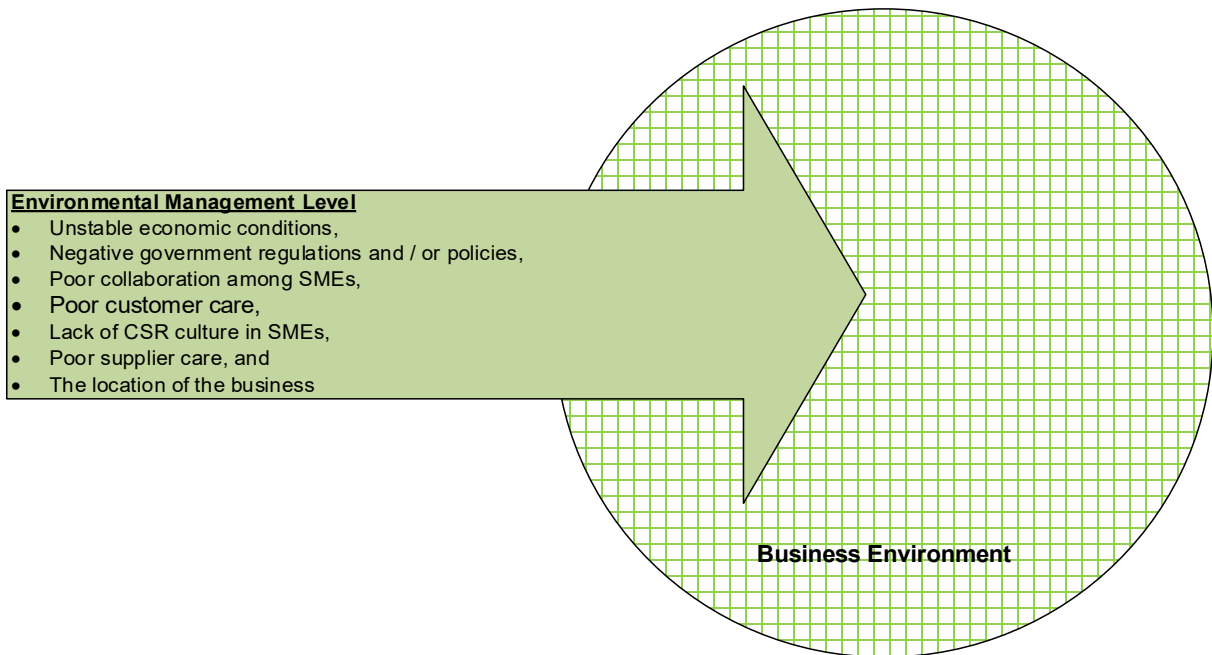 Environmental Management Level
• Unstable economic conditions,
• Negative government regulations and / or policies,
• Poor collaboration among SMEs,
• Poor customer care,
• Lack of CSR culture in SMEs,
• Poor supplier care, and
• The location of the business
Business Environment